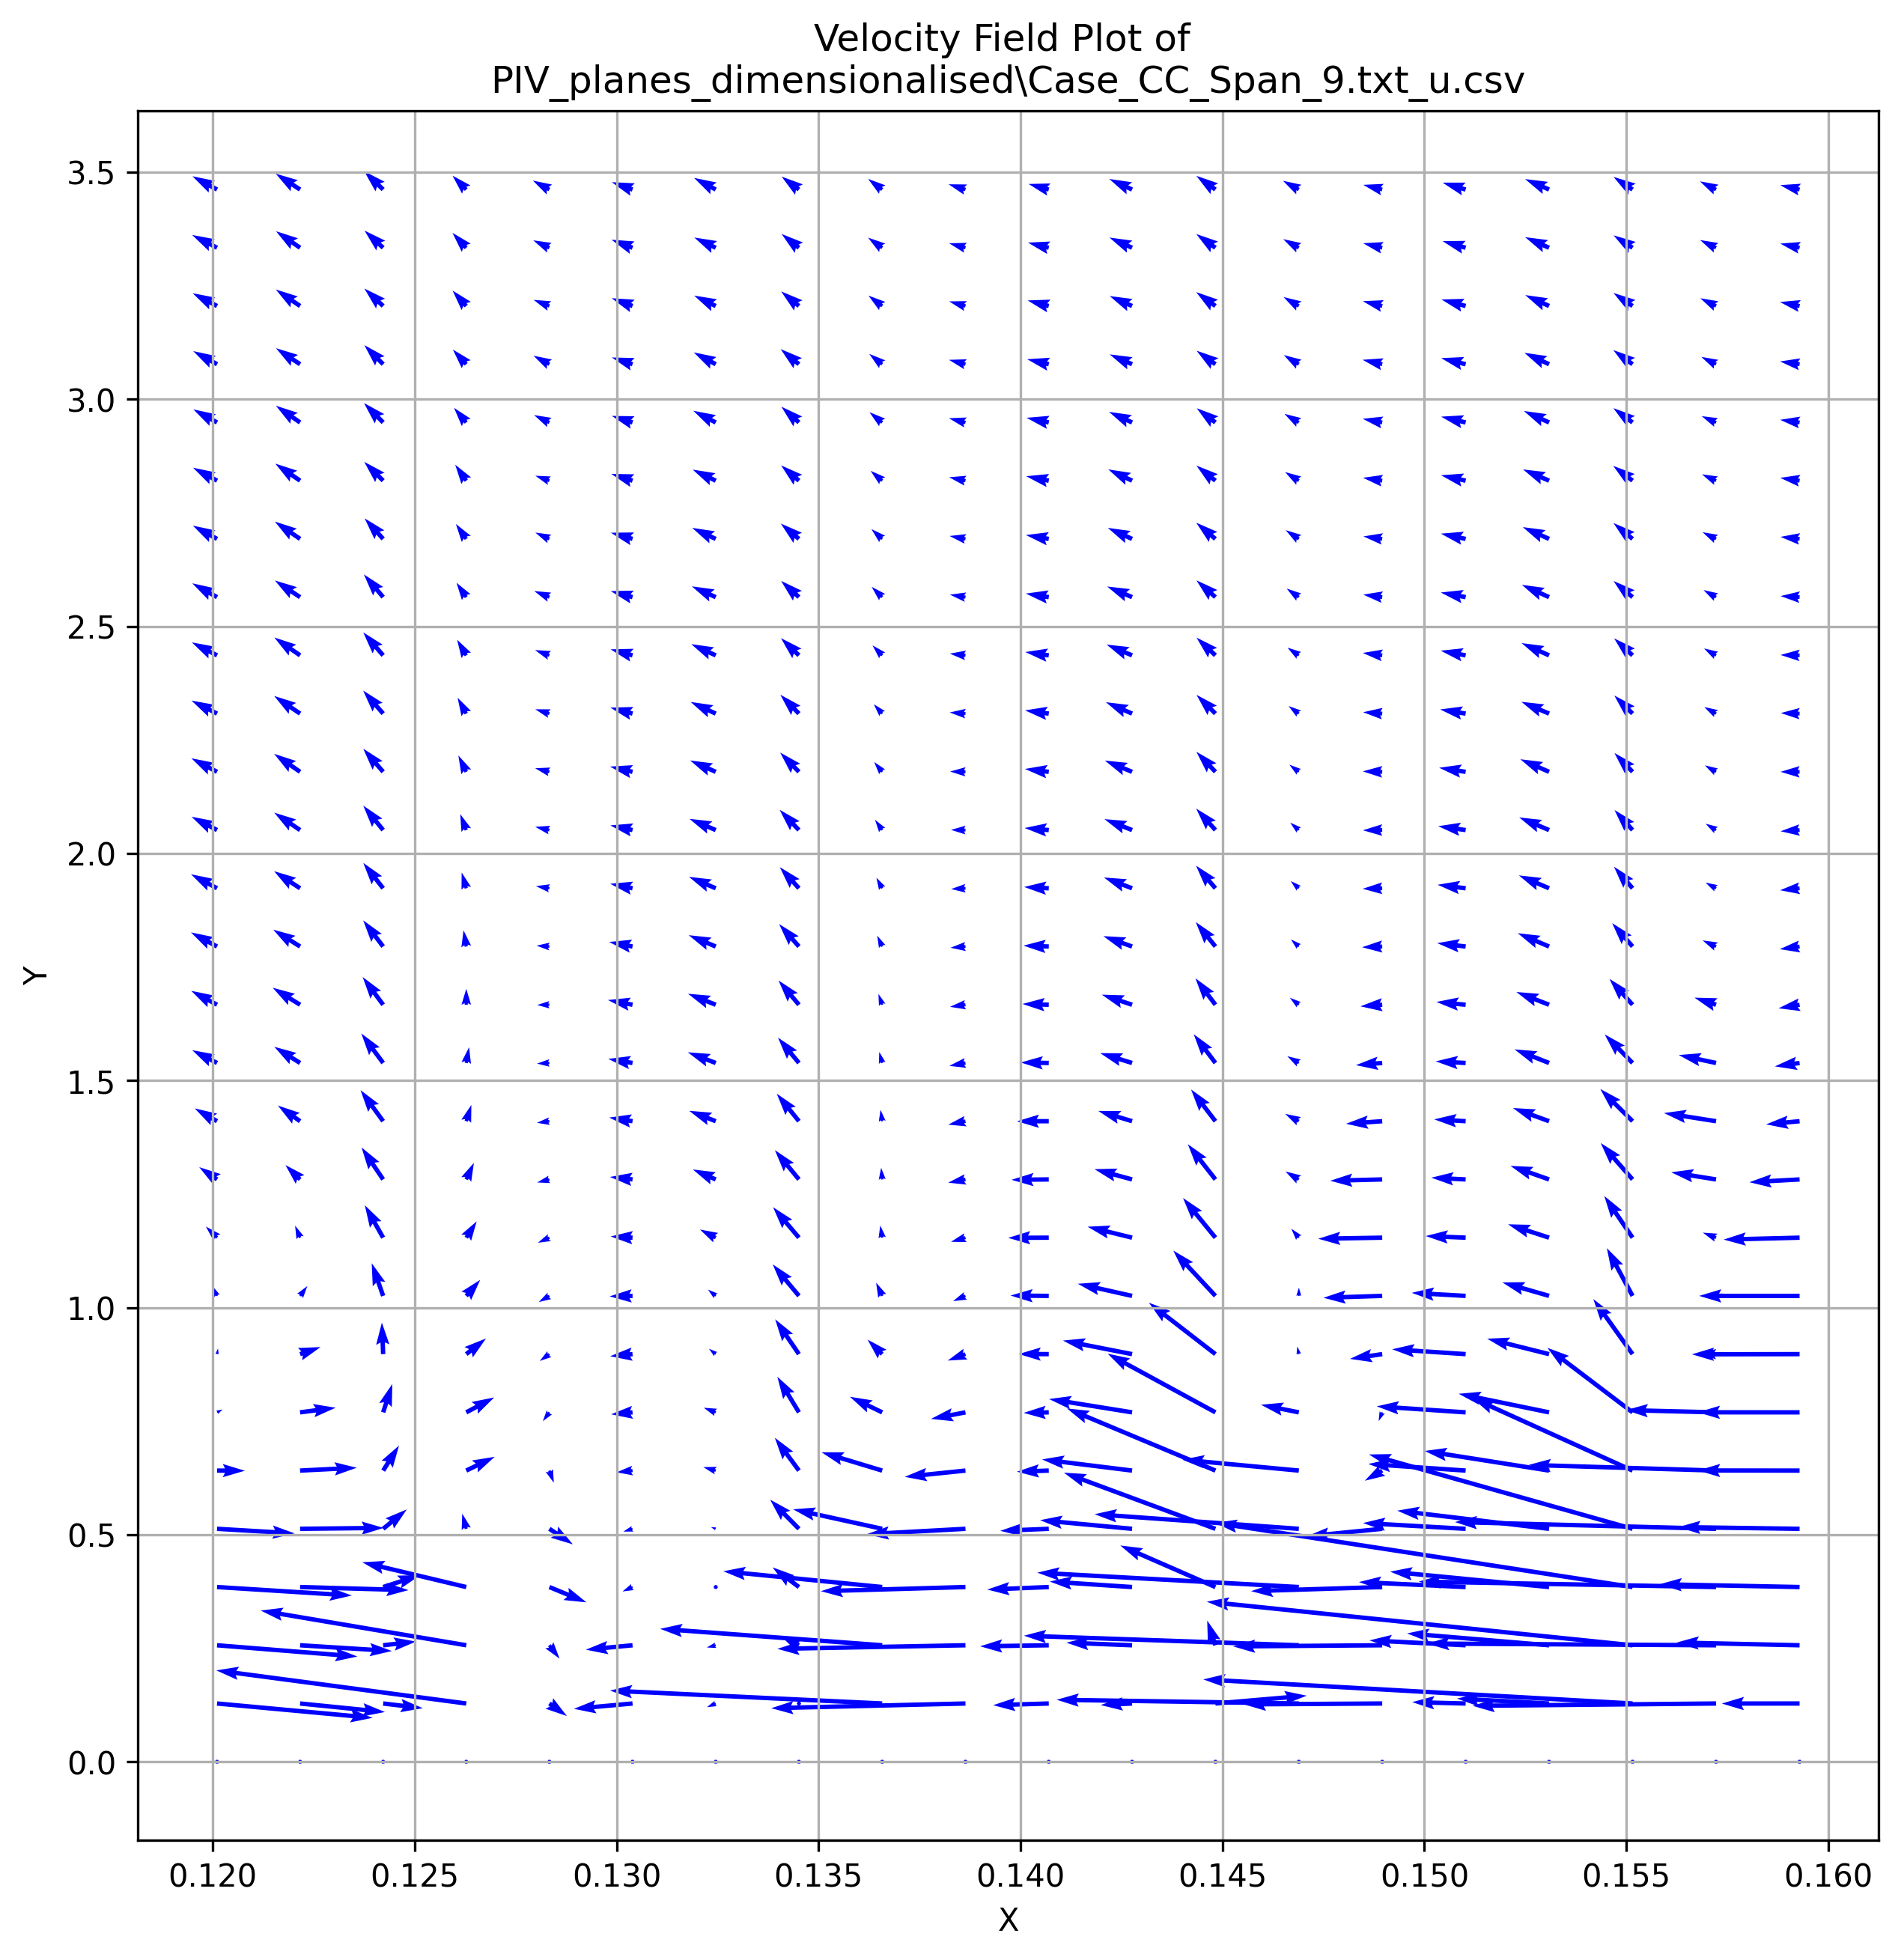 Velocity Field Plot of
PIV_planes_dimensionalised\Case_CC_Span_9.txt_u.csv
3.5
3.0
2.5
2.0
1.5
1.0
0.5
0.0
Y
0.120 0.125 0.130 0.135 0.140 0.145 0.150 0.155 0.160
X